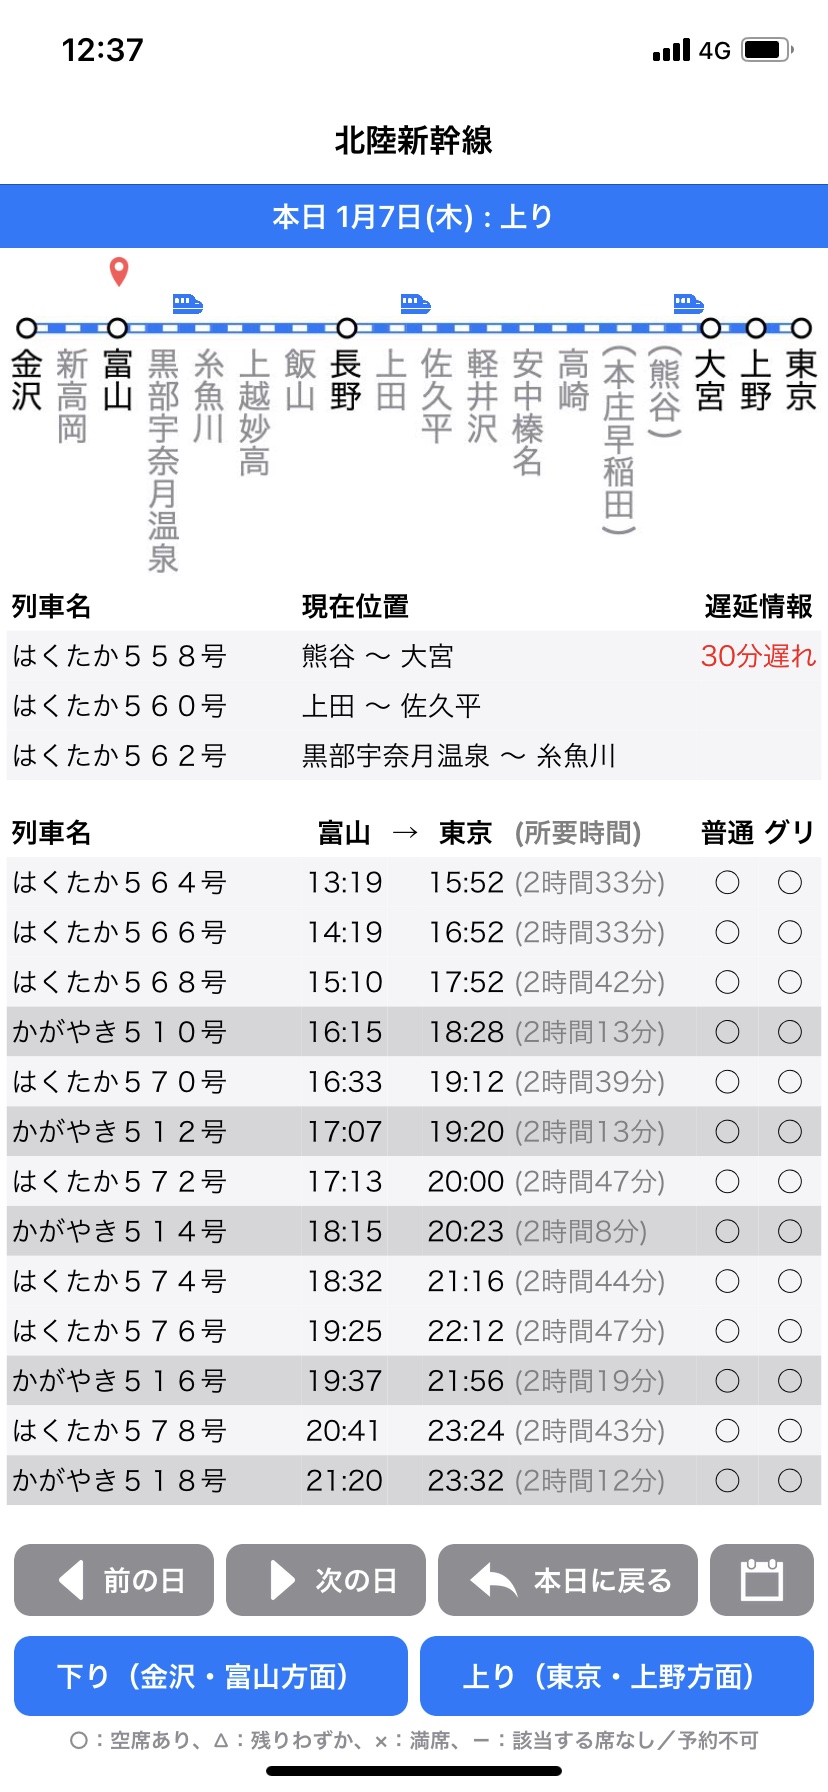 12:37 4G
北陸新幹線
本日 1月7日(木) : 上り
金沢 新高岡 富山 黒部宇奈月温泉 糸魚川 上越妙高 飯山 長野 上田 佐久平 軽井沢 安中榛名 高崎 (本庄早稲田) (熊谷) 大宮 上野 東京
列車名 現在位置 遅延情報
はくたか５５８号 熊谷 〜 大宮 30分遅れ
はくたか５６０号 上田 〜 佐久平
はくたか５６２号 黒部宇奈月温泉 〜 糸魚川
列車名 富山 → 東京 (所要時間) 普通 グリ
はくたか５６４号 13:19 15:52 (2時間33分) ○ ○
はくたか５６６号 14:19 16:52 (2時間33分) ○ ○
はくたか５６８号 15:10 17:52 (2時間42分) ○ ○
かがやき５１０号 16:15 18:28 (2時間13分) ○ ○
はくたか５７０号 16:33 19:12 (2時間39分) ○ ○
かがやき５１２号 17:07 19:20 (2時間13分) ○ ○
はくたか５７２号 17:13 20:00 (2時間47分) ○ ○
かがやき５１４号 18:15 20:23 (2時間8分) ○ ○
はくたか５７４号 18:32 21:16 (2時間44分) ○ ○
はくたか５７６号 19:25 22:12 (2時間47分) ○ ○
かがやき５１６号 19:37 21:56 (2時間19分) ○ ○
はくたか５７８号 20:41 23:24 (2時間43分) ○ ○
かがやき５１８号 21:20 23:32 (2時間12分) ○ ○
前の日 次の日 本日に戻る
下り（金沢・富山方面） 上り（東京・上野方面）
○：空席あり、△：残りわずか、×：満席、－：該当する席なし／予約不可